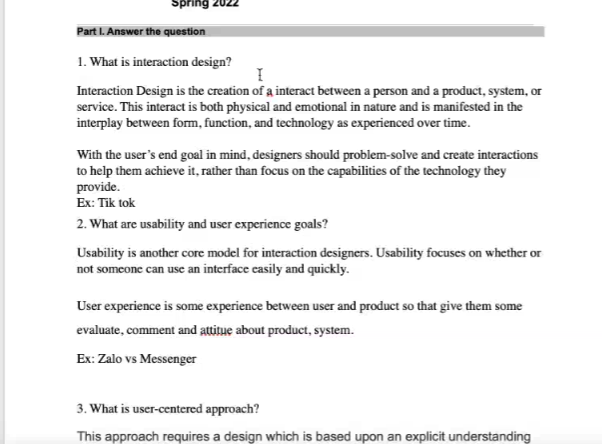 Spring 2022
Part I. Answer the question
1. What is interaction design?
Interaction Design is the creation of a interact between a person and a product, system, or
service. This interact is both physical and emotional in nature and is manifested in the
interplay between form, function, and technology as experienced over time.
With the user's end goal in mind, designers should problem-solve and create interactions
to help them achieve it, rather than focus on the capabilities of the technology they
provide.
Ex: Tik tok
2. What are usability and user experience goals?
Usability is another core model for interaction designers. Usability focuses on whether or
not someone can use an interface easily and quickly.
User experience is some experience between user and product so that give them some
evaluate, comment and attitue about product, system.
Ex: Zalo vs Messenger
3. What is user-centered approach?
This approach requires a design which is based upon an explicit understanding